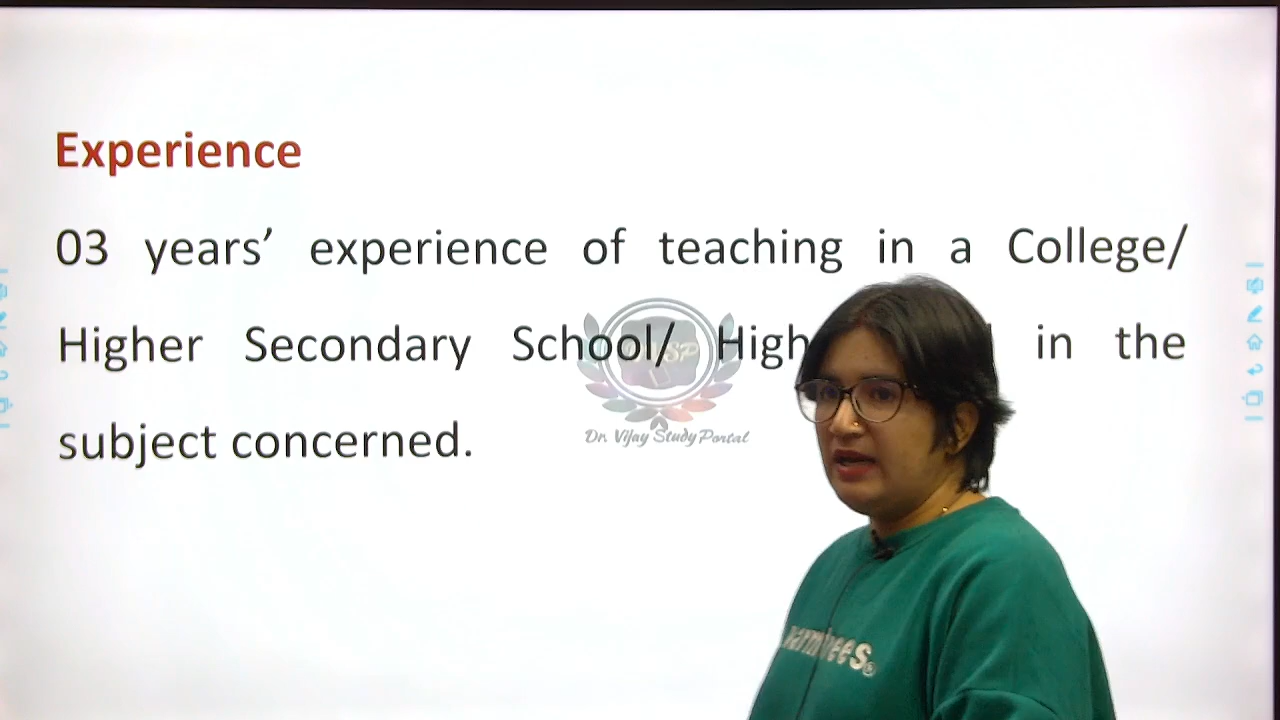 Experience
03 years’ experience of teaching in a College/
Higher Secondary School/ High in the
subject concerned.
Dr. Vijay Study Portal